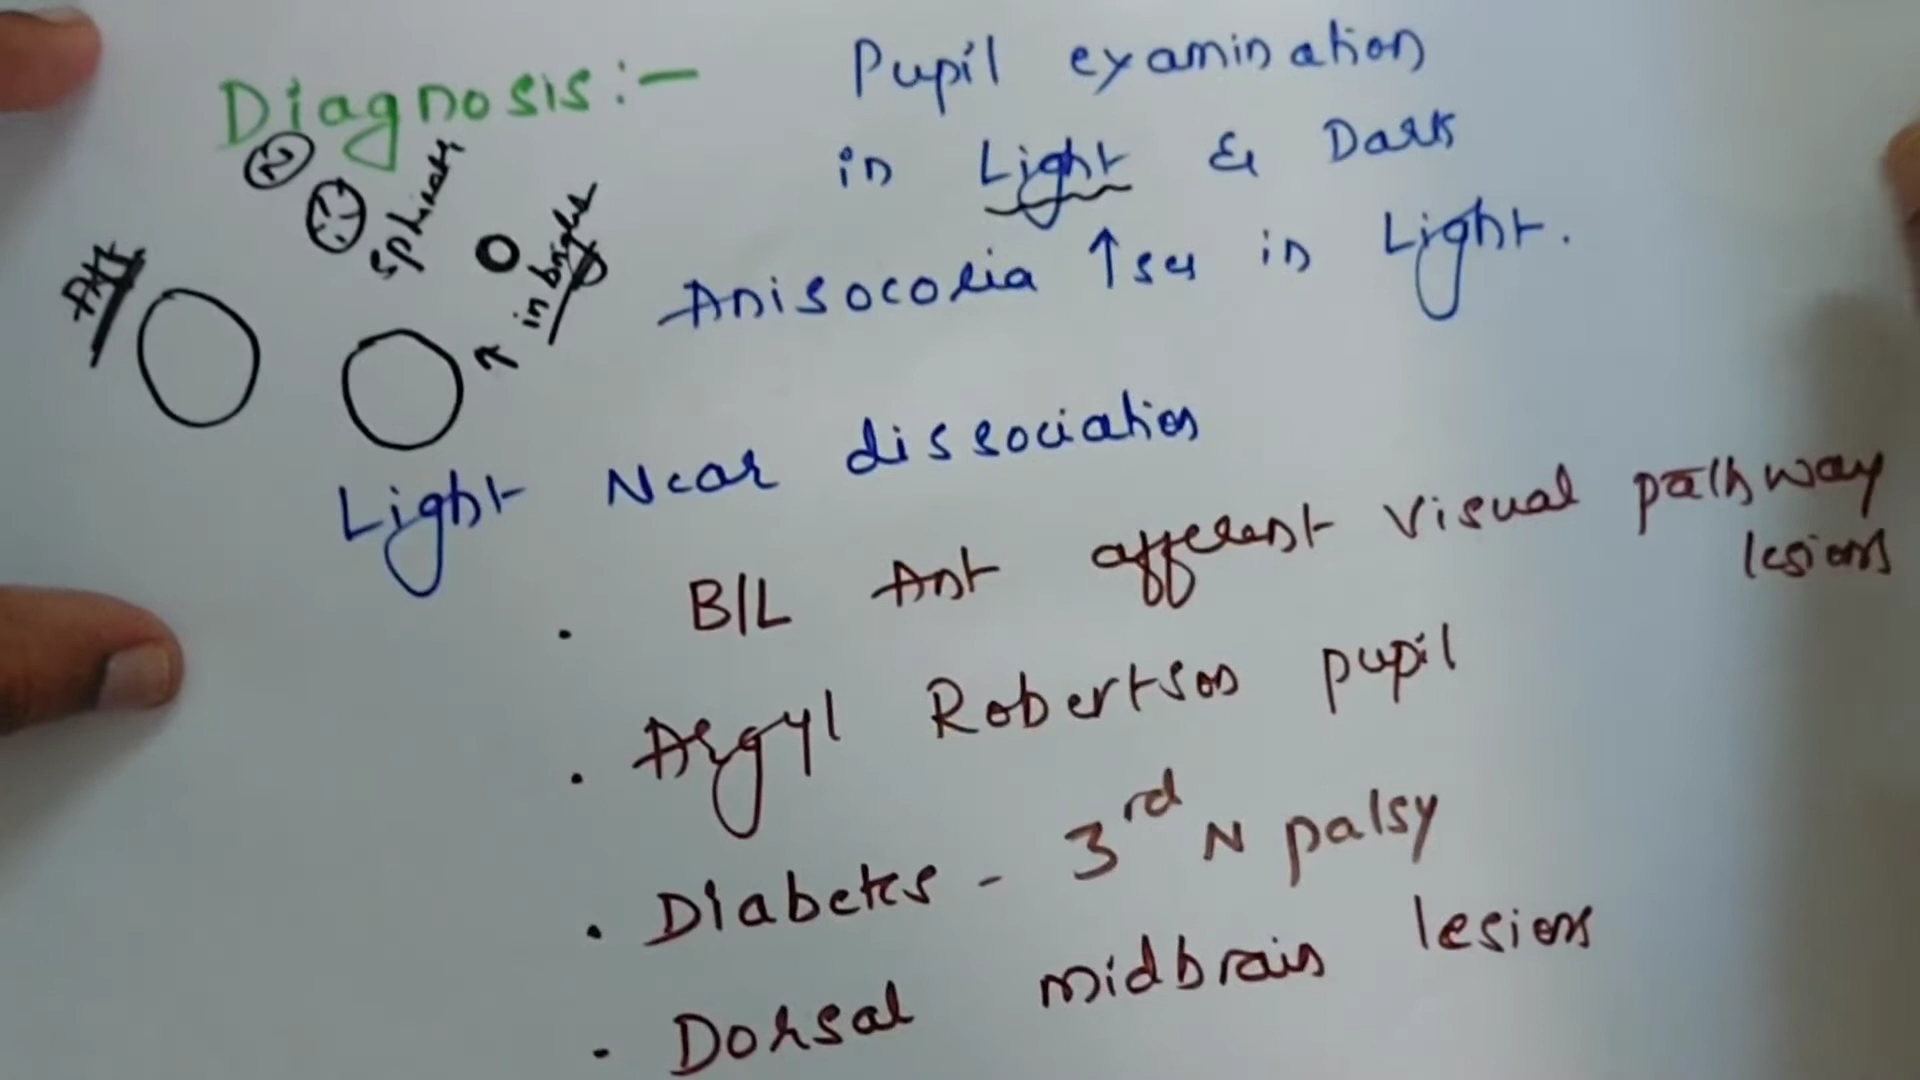 Diagnosis:-
Pupil examination
in Light & Dark
Anisocoria ↑ses in Light.
N
sphincter
in bright
Light Near dissociation
. B/L Ant afferent visual pathway
lesions
. Argyl Robertson pupil
. Diabetes - 3rd N palsy
. Dorsal midbrain lesions